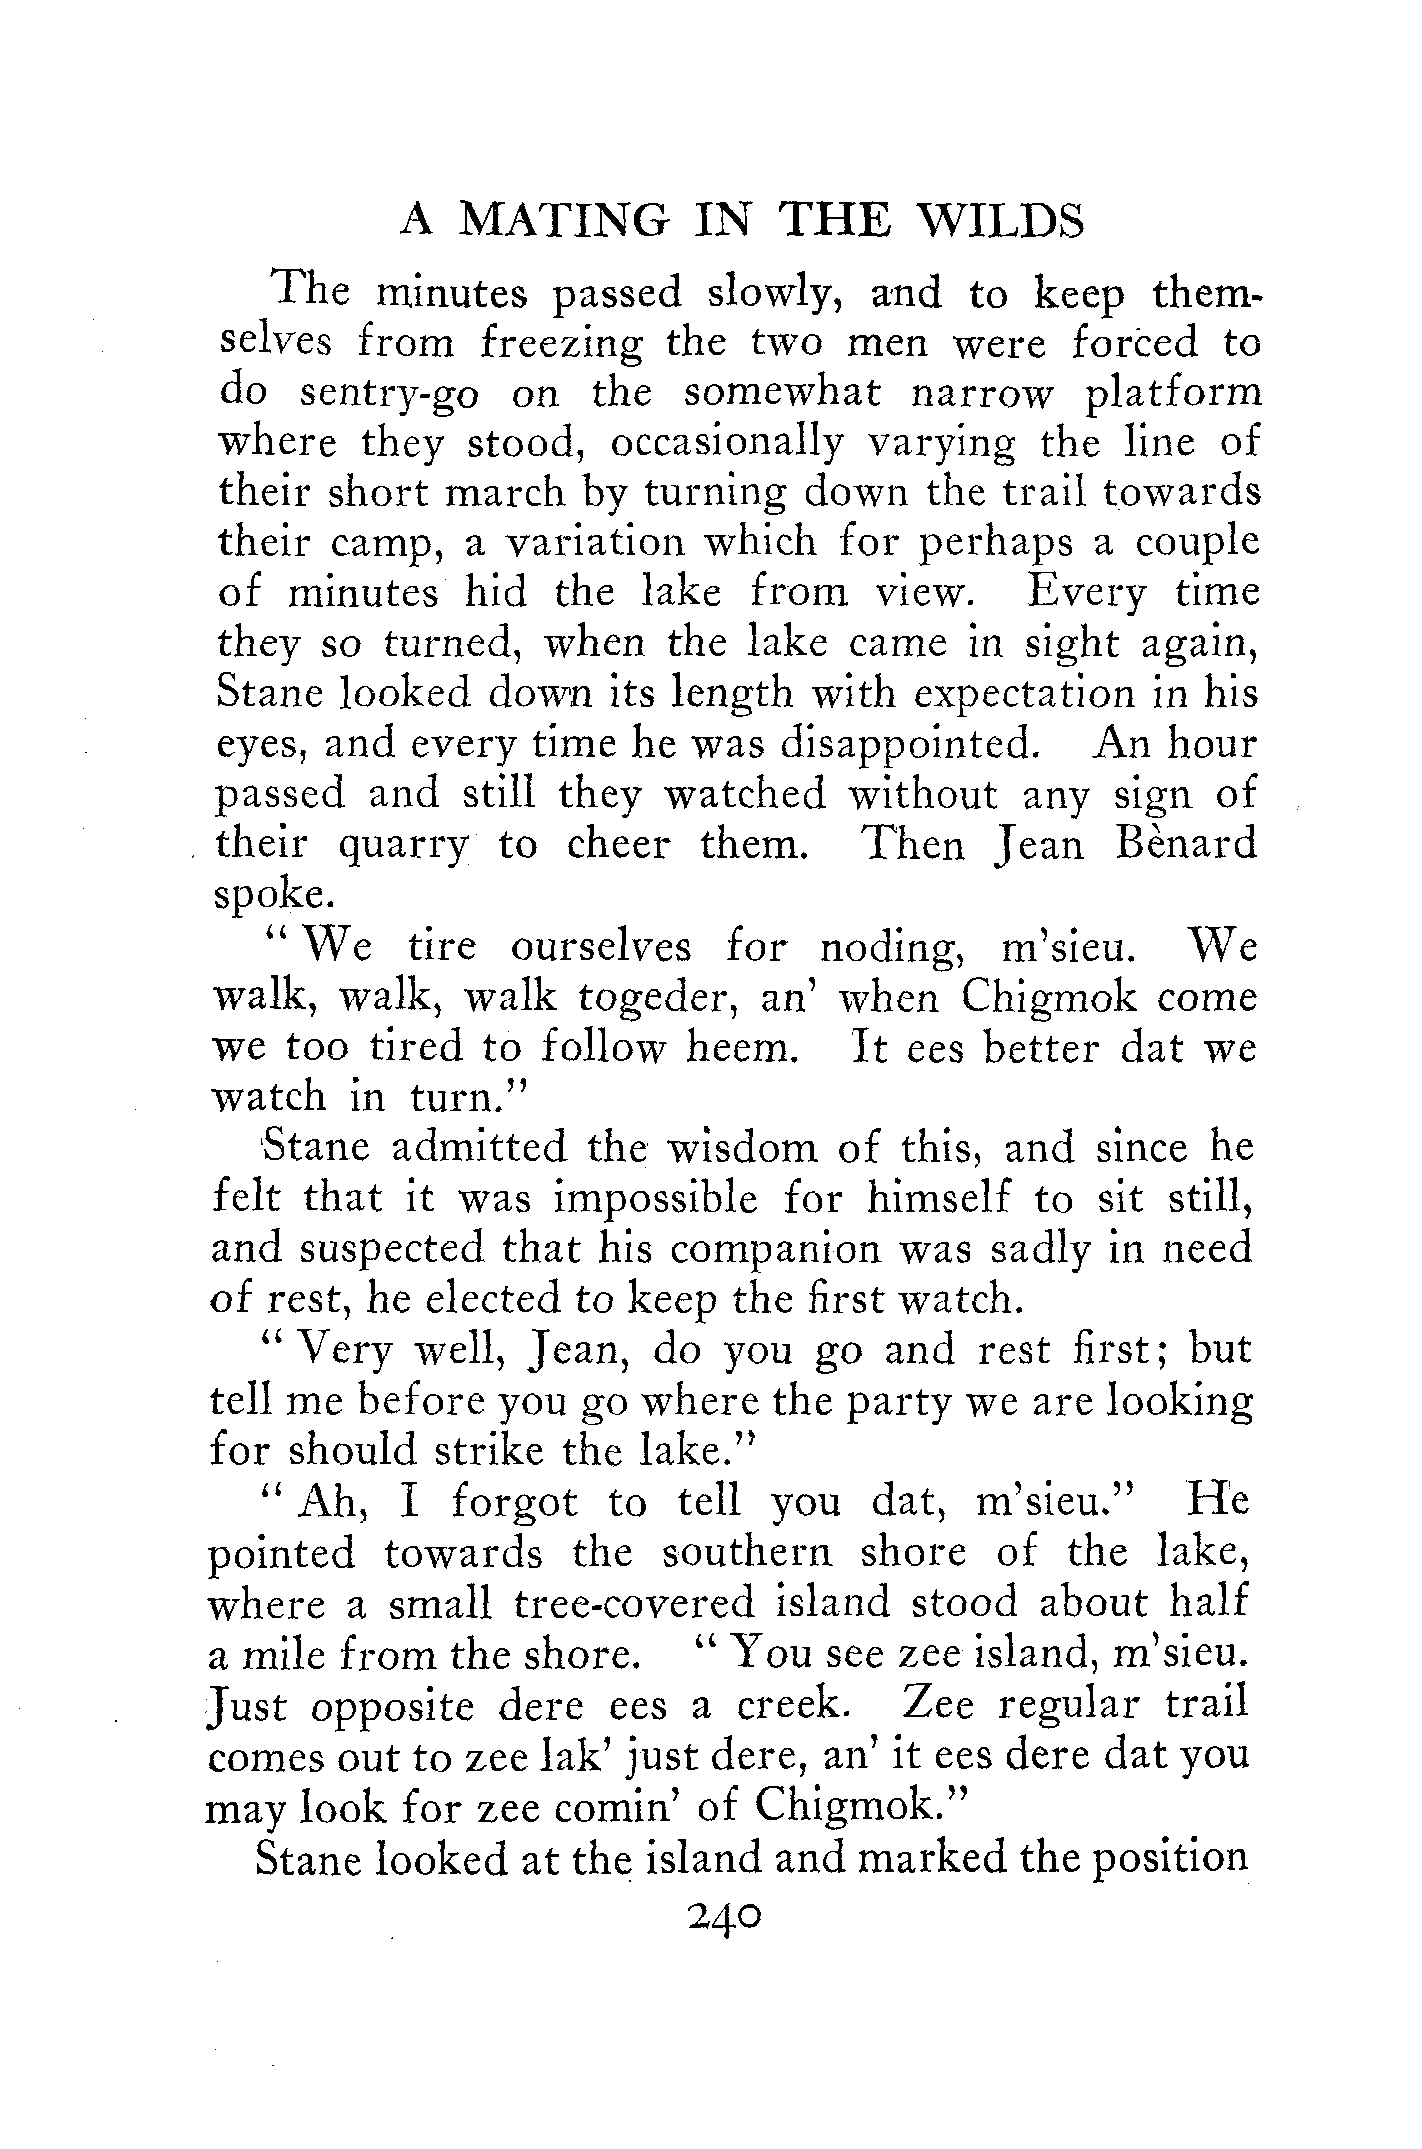 A MATING IN THE WILDS
The minutes passed slowly, and to keep them-
selves from freezing the two men were forced to
do sentry-go on the somewhat narrow platform
where they stood, occasionally varying the line of
their short march by turning down the trail towards
their camp, a variation which for perhaps a couple
of minutes hid the lake from view. Every time
they so turned, when the lake came in sight again,
Stane looked down its length with expectation in his
eyes, and every time he was disappointed. An hour
passed and still they watched without any sign of
their quarry to cheer them. Then Jean Bènard
spoke.
“ We tire ourselves for noding, m’sieu. We
walk, walk, walk togeder, an’ when Chigmok come
we too tired to follow heem. It ees better dat we
watch in turn.”
Stane admitted the wisdom of this, and since he
felt that it was impossible for himself to sit still,
and suspected that his companion was sadly in need
of rest, he elected to keep the first watch.
“ Very well, Jean, do you go and rest first; but
tell me before you go where the party we are looking
for should strike the lake.”
“ Ah, I forgot to tell you dat, m’sieu.” He
pointed towards the southern shore of the lake,
where a small tree-covered island stood about half
a mile from the shore. “ You see zee island, m’sieu.
Just opposite dere ees a creek. Zee regular trail
comes out to zee lak’ just dere, an’ it ees dere dat you
may look for zee comin’ of Chigmok.”
Stane looked at the island and marked the position
240